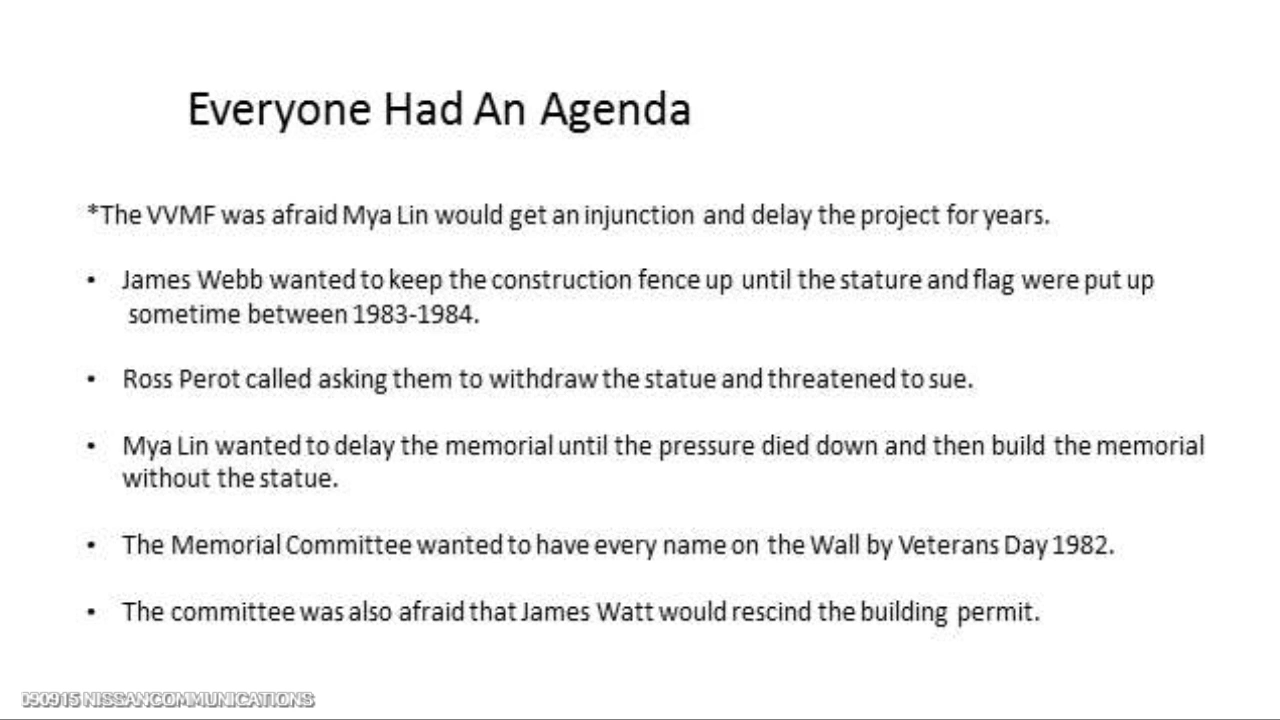 Everyone Had An Agenda
*The VVMF was afraid Mya Lin would get an injunction and delay the project for years.
• James Webb wanted to keep the construction fence up until the stature and flag were put up
sometime between 1983-1984.
• Ross Perot called asking them to withdraw the statue and threatened to sue.
• Mya Lin wanted to delay the memorial until the pressure died down and then build the memorial
without the statue.
• The Memorial Committee wanted to have every name on the Wall by Veterans Day 1982.
• The committee was also afraid that James Watt would rescind the building permit.
090915 NISSANCOMMUNICATIONS